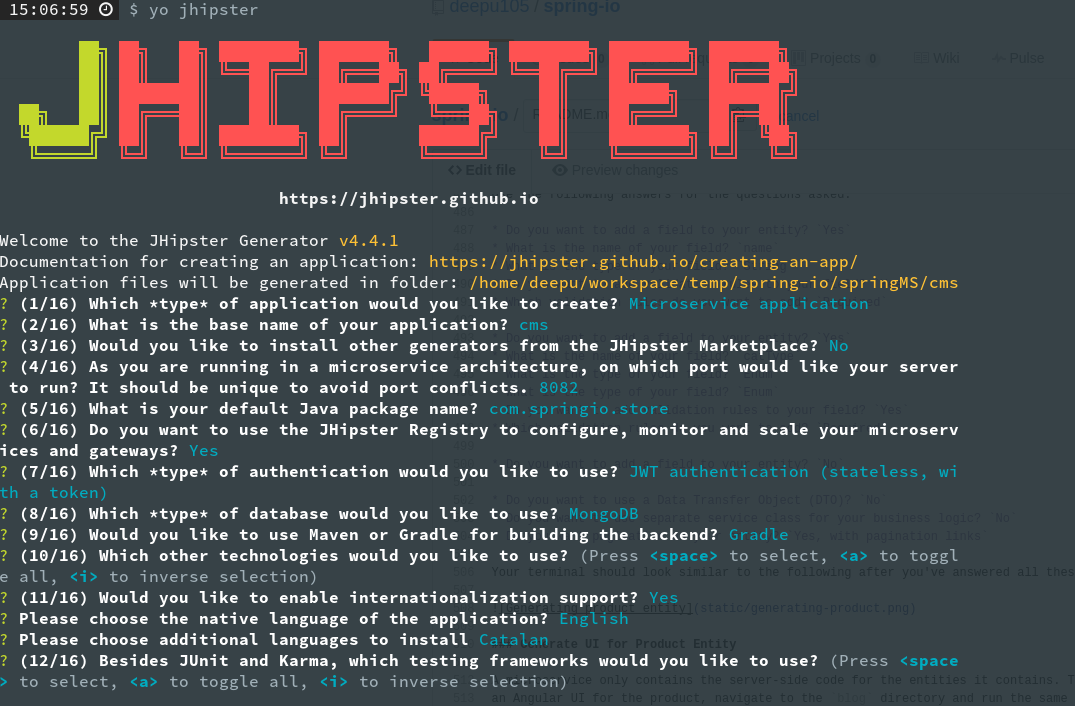 15:06:59 $ yo jhipster
deepu105 / spring-io
Projects 0 Wiki Pulse
JHIPSTER
Edit file Preview changes
https://jhipster.github.io
Welcome to the JHipster Generator v4.4.1
Documentation for creating an application: https://jhipster.github.io/creating-an-app/
Application files will be generated in folder: /home/deepu/workspace/temp/spring-io/springMS/cms
? (1/16) Which *type* of application would you like to create? Microservice application
? (2/16) What is the base name of your application? cms
? (3/16) Would you like to install other generators from the JHipster Marketplace? No
? (4/16) As you are running in a microservice architecture, on which port would like your server
to run? It should be unique to avoid port conflicts. 8082
? (5/16) What is your default Java package name? com.springio.store
? (6/16) Do you want to use the JHipster Registry to configure, monitor and scale your microserv
ices and gateways? Yes
? (7/16) Which *type* of authentication would you like to use? JWT authentication (stateless, wi
th a token)
? (8/16) Which *type* of database would you like to use? MongoDB
? (9/16) Would you like to use Maven or Gradle for building the backend? Gradle
? (10/16) Which other technologies would you like to use? (Press <space> to select, <a> to toggl
e all, <i> to inverse selection)
? (11/16) Would you like to enable internationalization support? Yes
? Please choose the native language of the application? English
? Please choose additional languages to install Catalan
? (12/16) Besides JUnit and Karma, which testing frameworks would you like to use? (Press <space
> to select, <a> to toggle all, <i> to inverse selection)